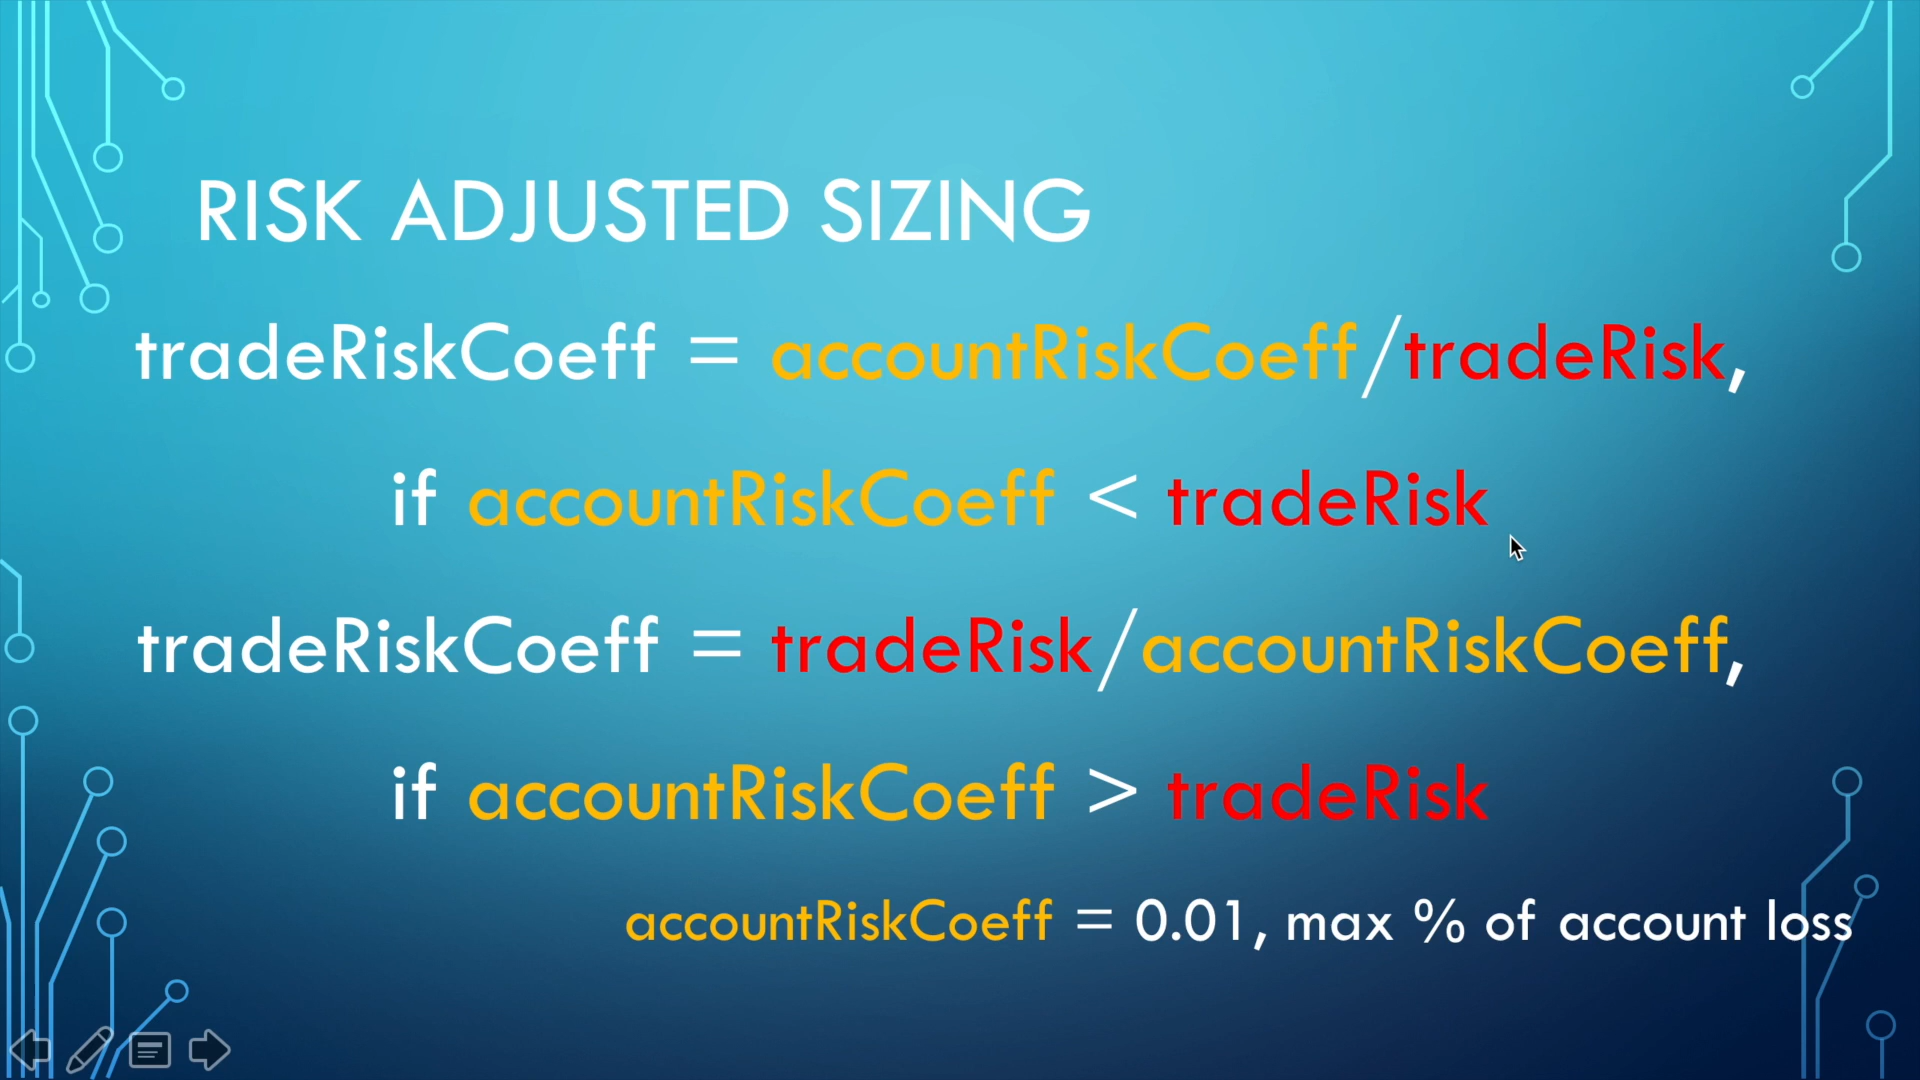 RISK ADJUSTED SIZING
tradeRiskCoeff = accountRiskCoeff/tradeRisk,
if accountRiskCoeff < tradeRisk
tradeRiskCoeff = tradeRisk/accountRiskCoeff,
if accountRiskCoeff > tradeRisk
accountRiskCoeff = 0.01, max % of account loss